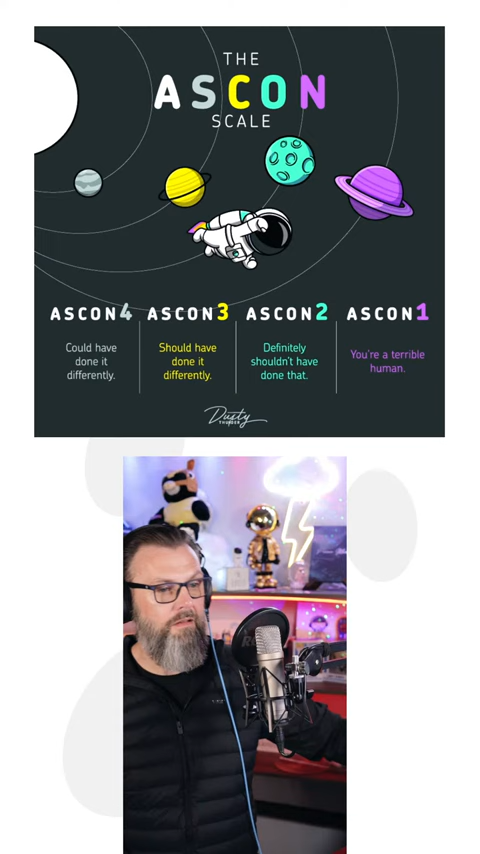 THE
ASCON
SCALE
ASCON4
Could have
done it
differently.
ASCON3
Should have
done it
differently.
ASCON2
Definitely
shouldn't have
done that.
ASCON1
You're a terrible
human.
Dusty
THUNDER